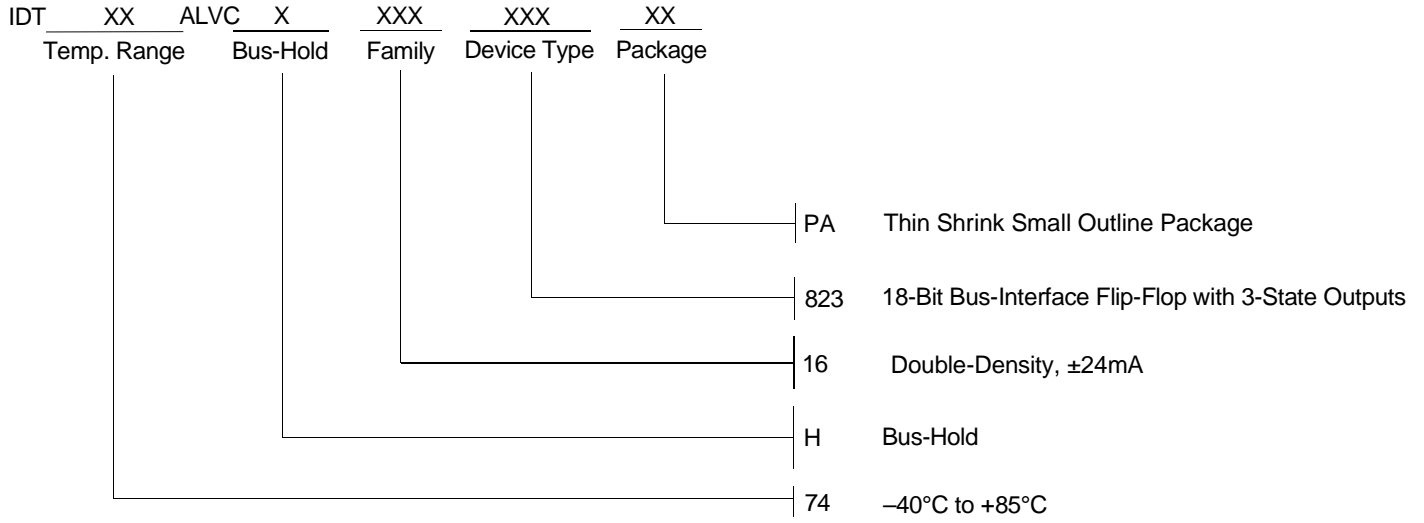 IDT XX ALVC X XXX XXX XX
Temp. Range Bus-Hold Family Device Type Package
PA Thin Shrink Small Outline Package
823 18-Bit Bus-Interface Flip-Flop with 3-State Outputs
16 Double-Density, ±24mA
H Bus-Hold
74 –40°C to +85°C